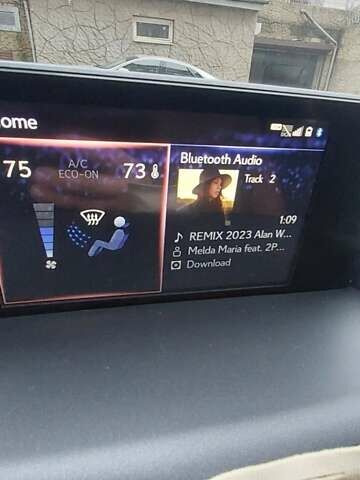 ome
75
A/C
ECO-ON
73
Bluetooth Audio
Track 2
1:09
REMIX 2023 Alan W...
Melda Maria feat. 2P...
Download